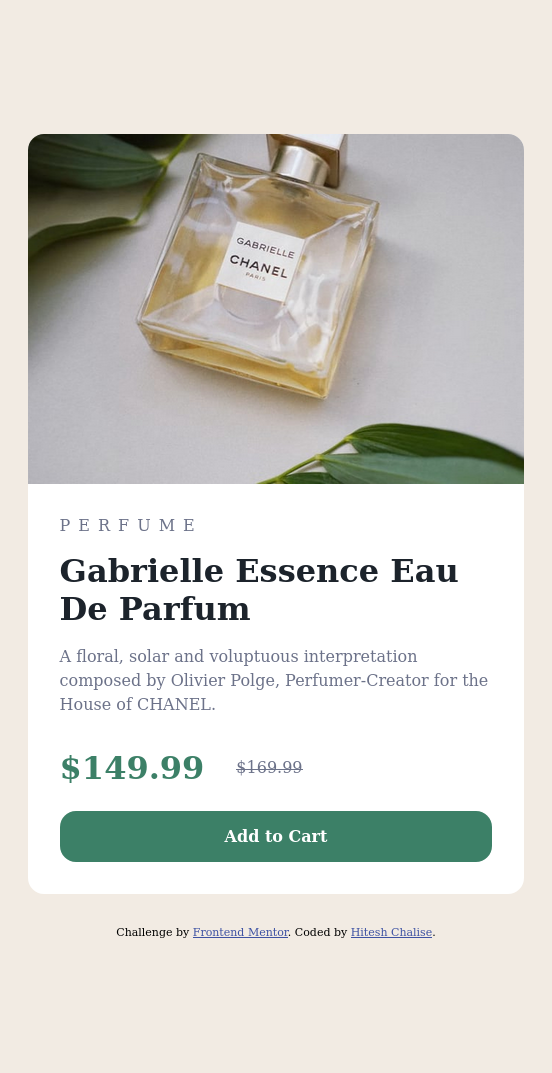 GABRIELLE
CHANEL
PARIS
PERFUME
Gabrielle Essence Eau
De Parfum
A floral, solar and voluptuous interpretation
composed by Olivier Polge, Perfumer-Creator for the
House of CHANEL.
$149.99 $169.99
Add to Cart
Challenge by Frontend Mentor. Coded by Hitesh Chalise.